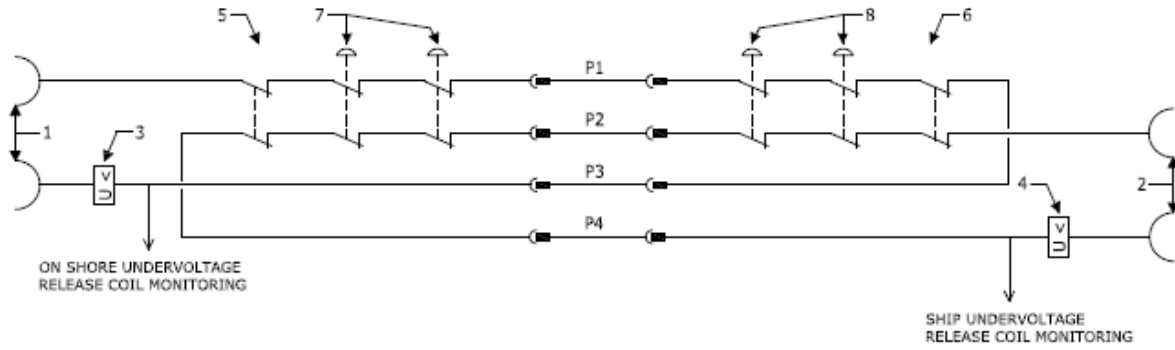 5
7
8
6
P1
1
3
P2
P3
4
2
P4
U <
U <
ON SHORE UNDERVOLTAGE
RELEASE COIL MONITORING
SHIP UNDERVOLTAGE
RELEASE COIL MONITORING